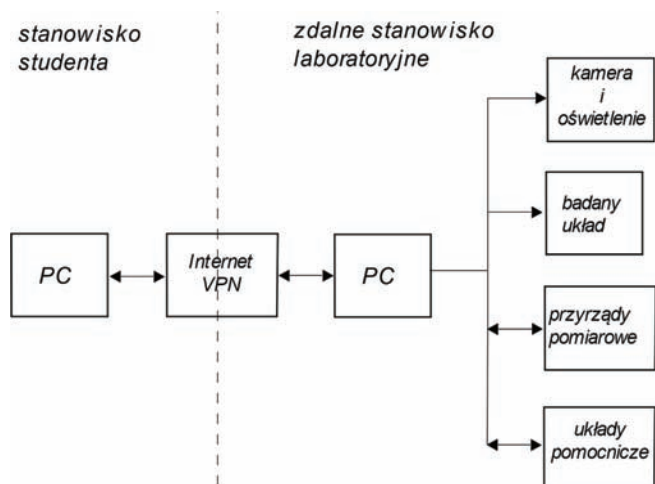 stanowisko
studenta
zdalne stanowisko
laboratoryjne
kamera
i
oświetlenie
badany
układ
PC
Internet
VPN
PC
przyrządy
pomiarowe
układy
pomocnicze